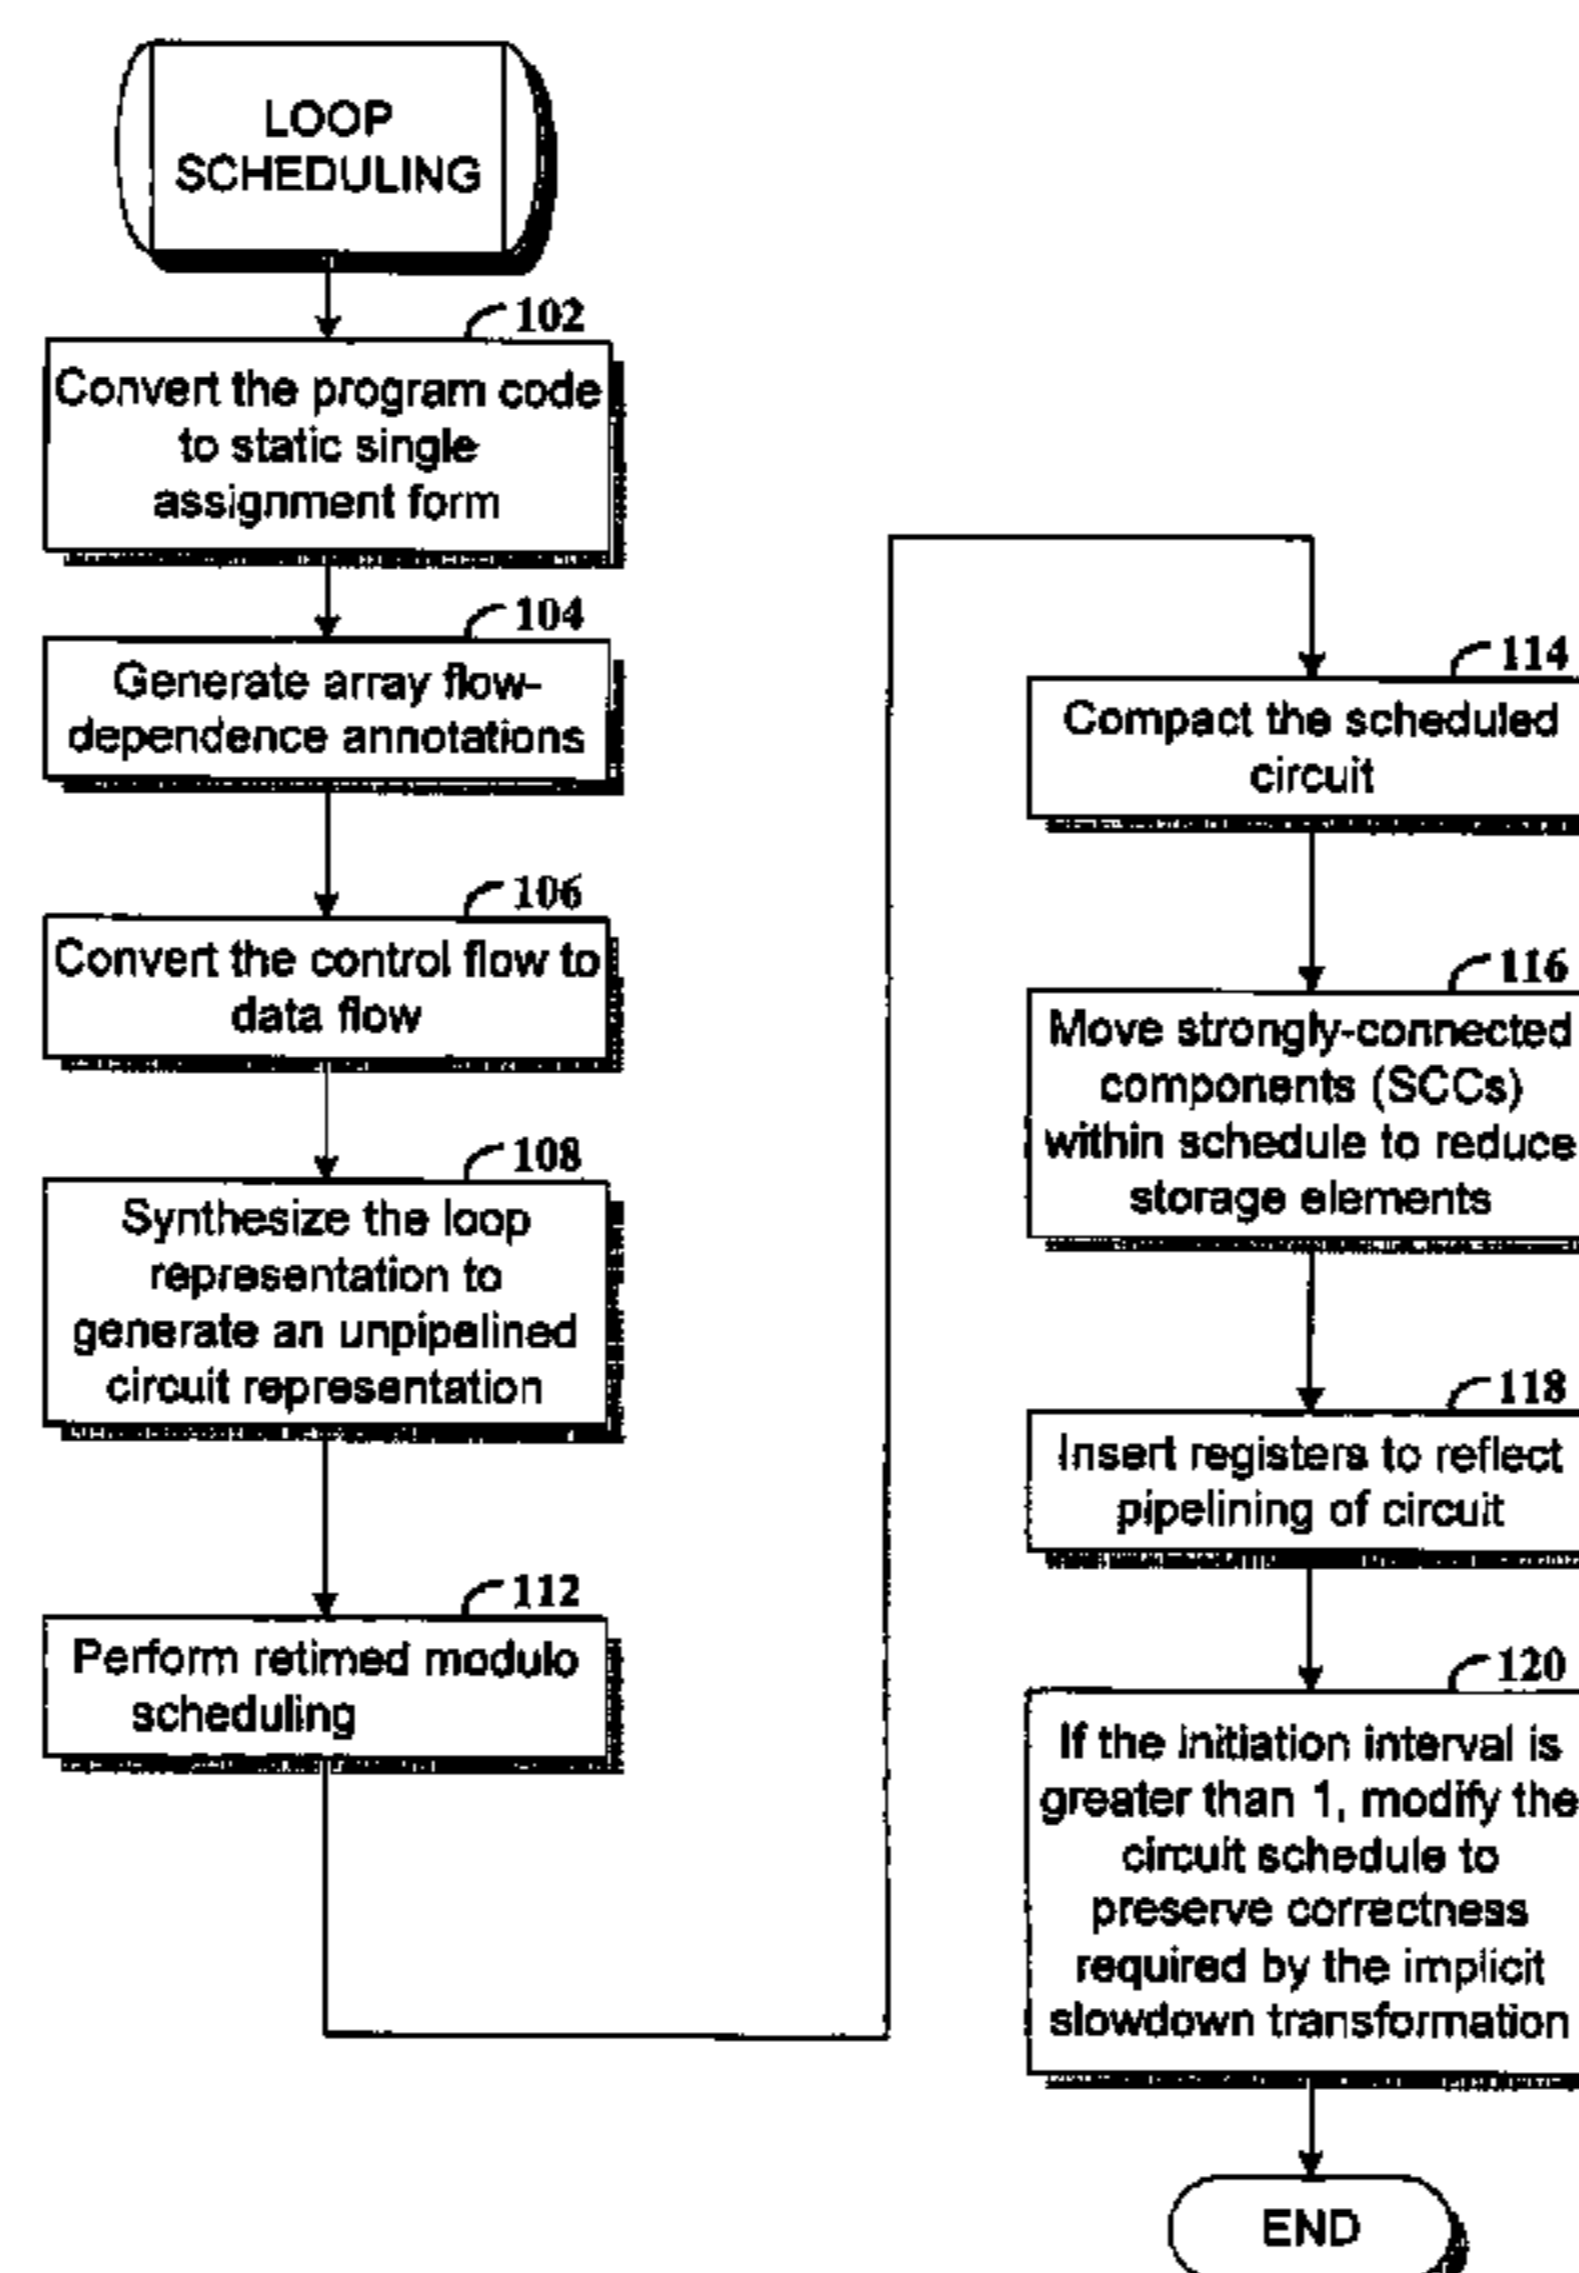 LOOP
SCHEDULING
102
Convert the program code
to static single
assignment form
104
Generate array flow-
dependence annotations
106
Convert the control flow to
data flow
108
Synthesize the loop
representation to
generate an unpipelined
circuit representation
112
Perform retimed modulo
scheduling
114
Compact the scheduled
circuit
116
Move strongly-connected
components (SCCs)
within schedule to reduce
storage elements
118
Insert registers to reflect
pipelining of circuit
120
If the initiation interval is
greater than 1, modify the
circuit schedule to
preserve correctness
required by the implicit
slowdown transformation
END